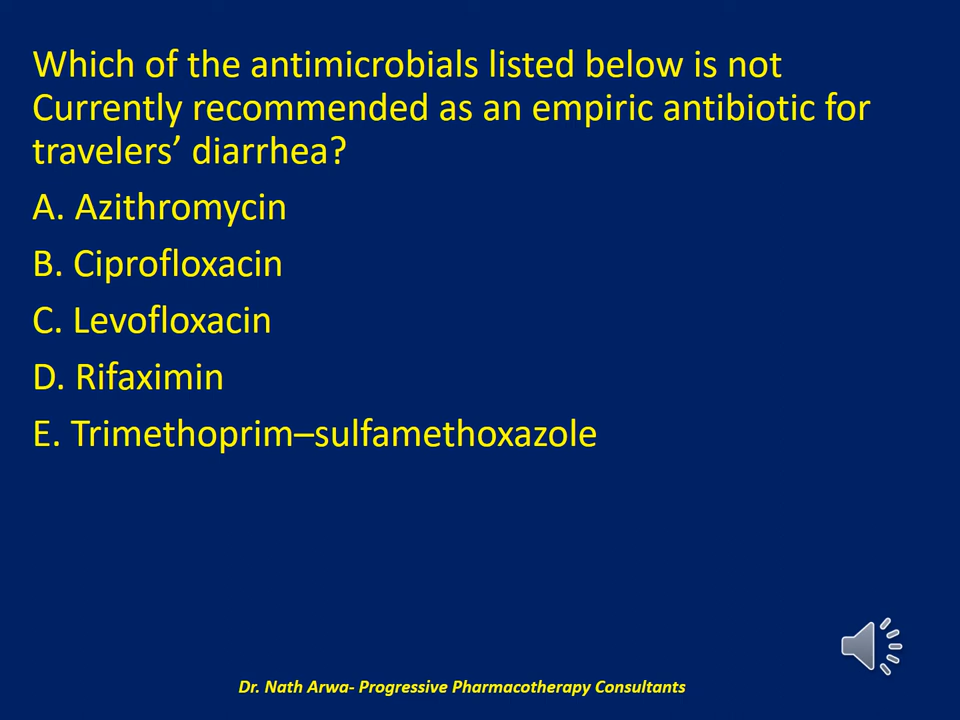 Which of the antimicrobials listed below is not
Currently recommended as an empiric antibiotic for
travelers’ diarrhea?
A. Azithromycin
B. Ciprofloxacin
C. Levofloxacin
D. Rifaximin
E. Trimethoprim–sulfamethoxazole
Dr. Nath Arwa- Progressive Pharmacotherapy Consultants